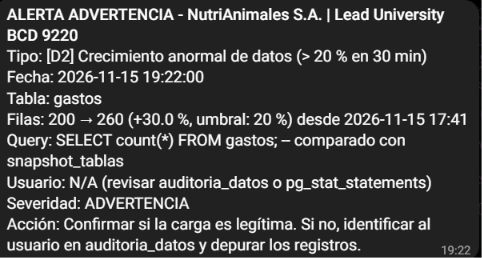 ALERTA ADVERTENCIA - NutriAnimales S.A. | Lead University
BCD 9220
Tipo: [D2] Crecimiento anormal de datos (> 20 % en 30 min)
Fecha: 2026-11-15 19:22:00
Tabla: gastos
Filas: 200 → 260 (+30.0 %, umbral: 20 %) desde 2026-11-15 17:41
Query: SELECT count(*) FROM gastos; – comparado con
snapshot_tablas
Usuario: N/A (revisar auditoria_datos o pg_stat_statements)
Severidad: ADVERTENCIA
Acción: Confirmar si la carga es legítima. Si no, identificar al
usuario en auditoria_datos y depurar los registros.
19:22